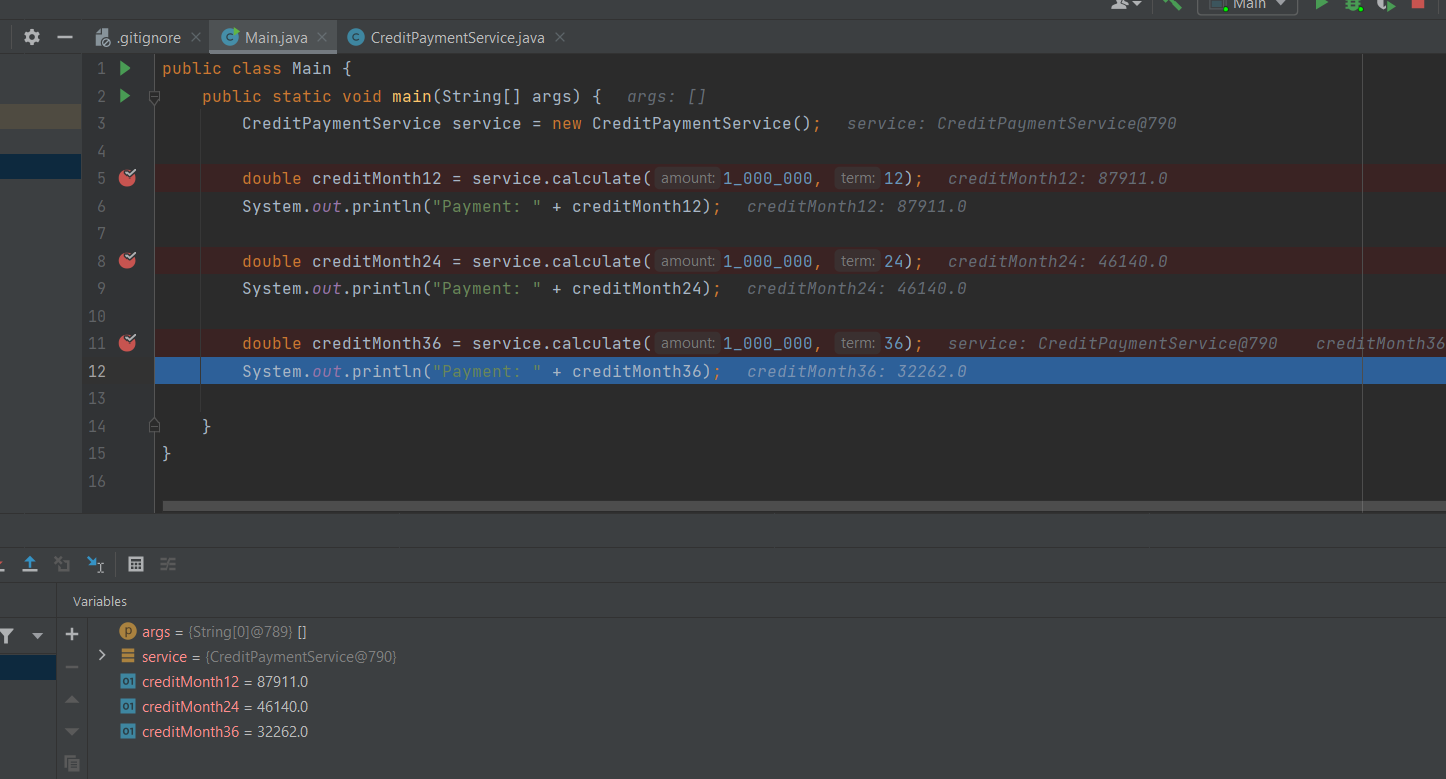 Main
.gitignore Main.java CreditPaymentService.java
1 public class Main {
2 public static void main(String[] args) { args: []
3 CreditPaymentService service = new CreditPaymentService(); service: CreditPaymentService@790
4
5 double creditMonth12 = service.calculate( amount: 1_000_000, term: 12); creditMonth12: 87911.0
6 System.out.println("Payment: " + creditMonth12); creditMonth12: 87911.0
7
8 double creditMonth24 = service.calculate( amount: 1_000_000, term: 24); creditMonth24: 46140.0
9 System.out.println("Payment: " + creditMonth24); creditMonth24: 46140.0
10
11 double creditMonth36 = service.calculate( amount: 1_000_000, term: 36); service: CreditPaymentService@790 creditMonth36
12 System.out.println("Payment: " + creditMonth36); creditMonth36: 32262.0
13
14 }
15 }
16
Variables
args = {String[0]@789} []
service = {CreditPaymentService@790}
creditMonth12 = 87911.0
creditMonth24 = 46140.0
creditMonth36 = 32262.0